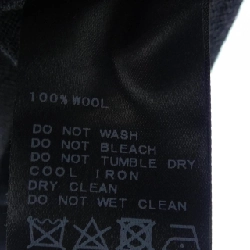 100% WOOL
DO NOT WASH
DO NOT BLEACH
DO NOT TUMBLE DRY
COOL IRON
DRY CLEAN
DO NOT WET CLEAN